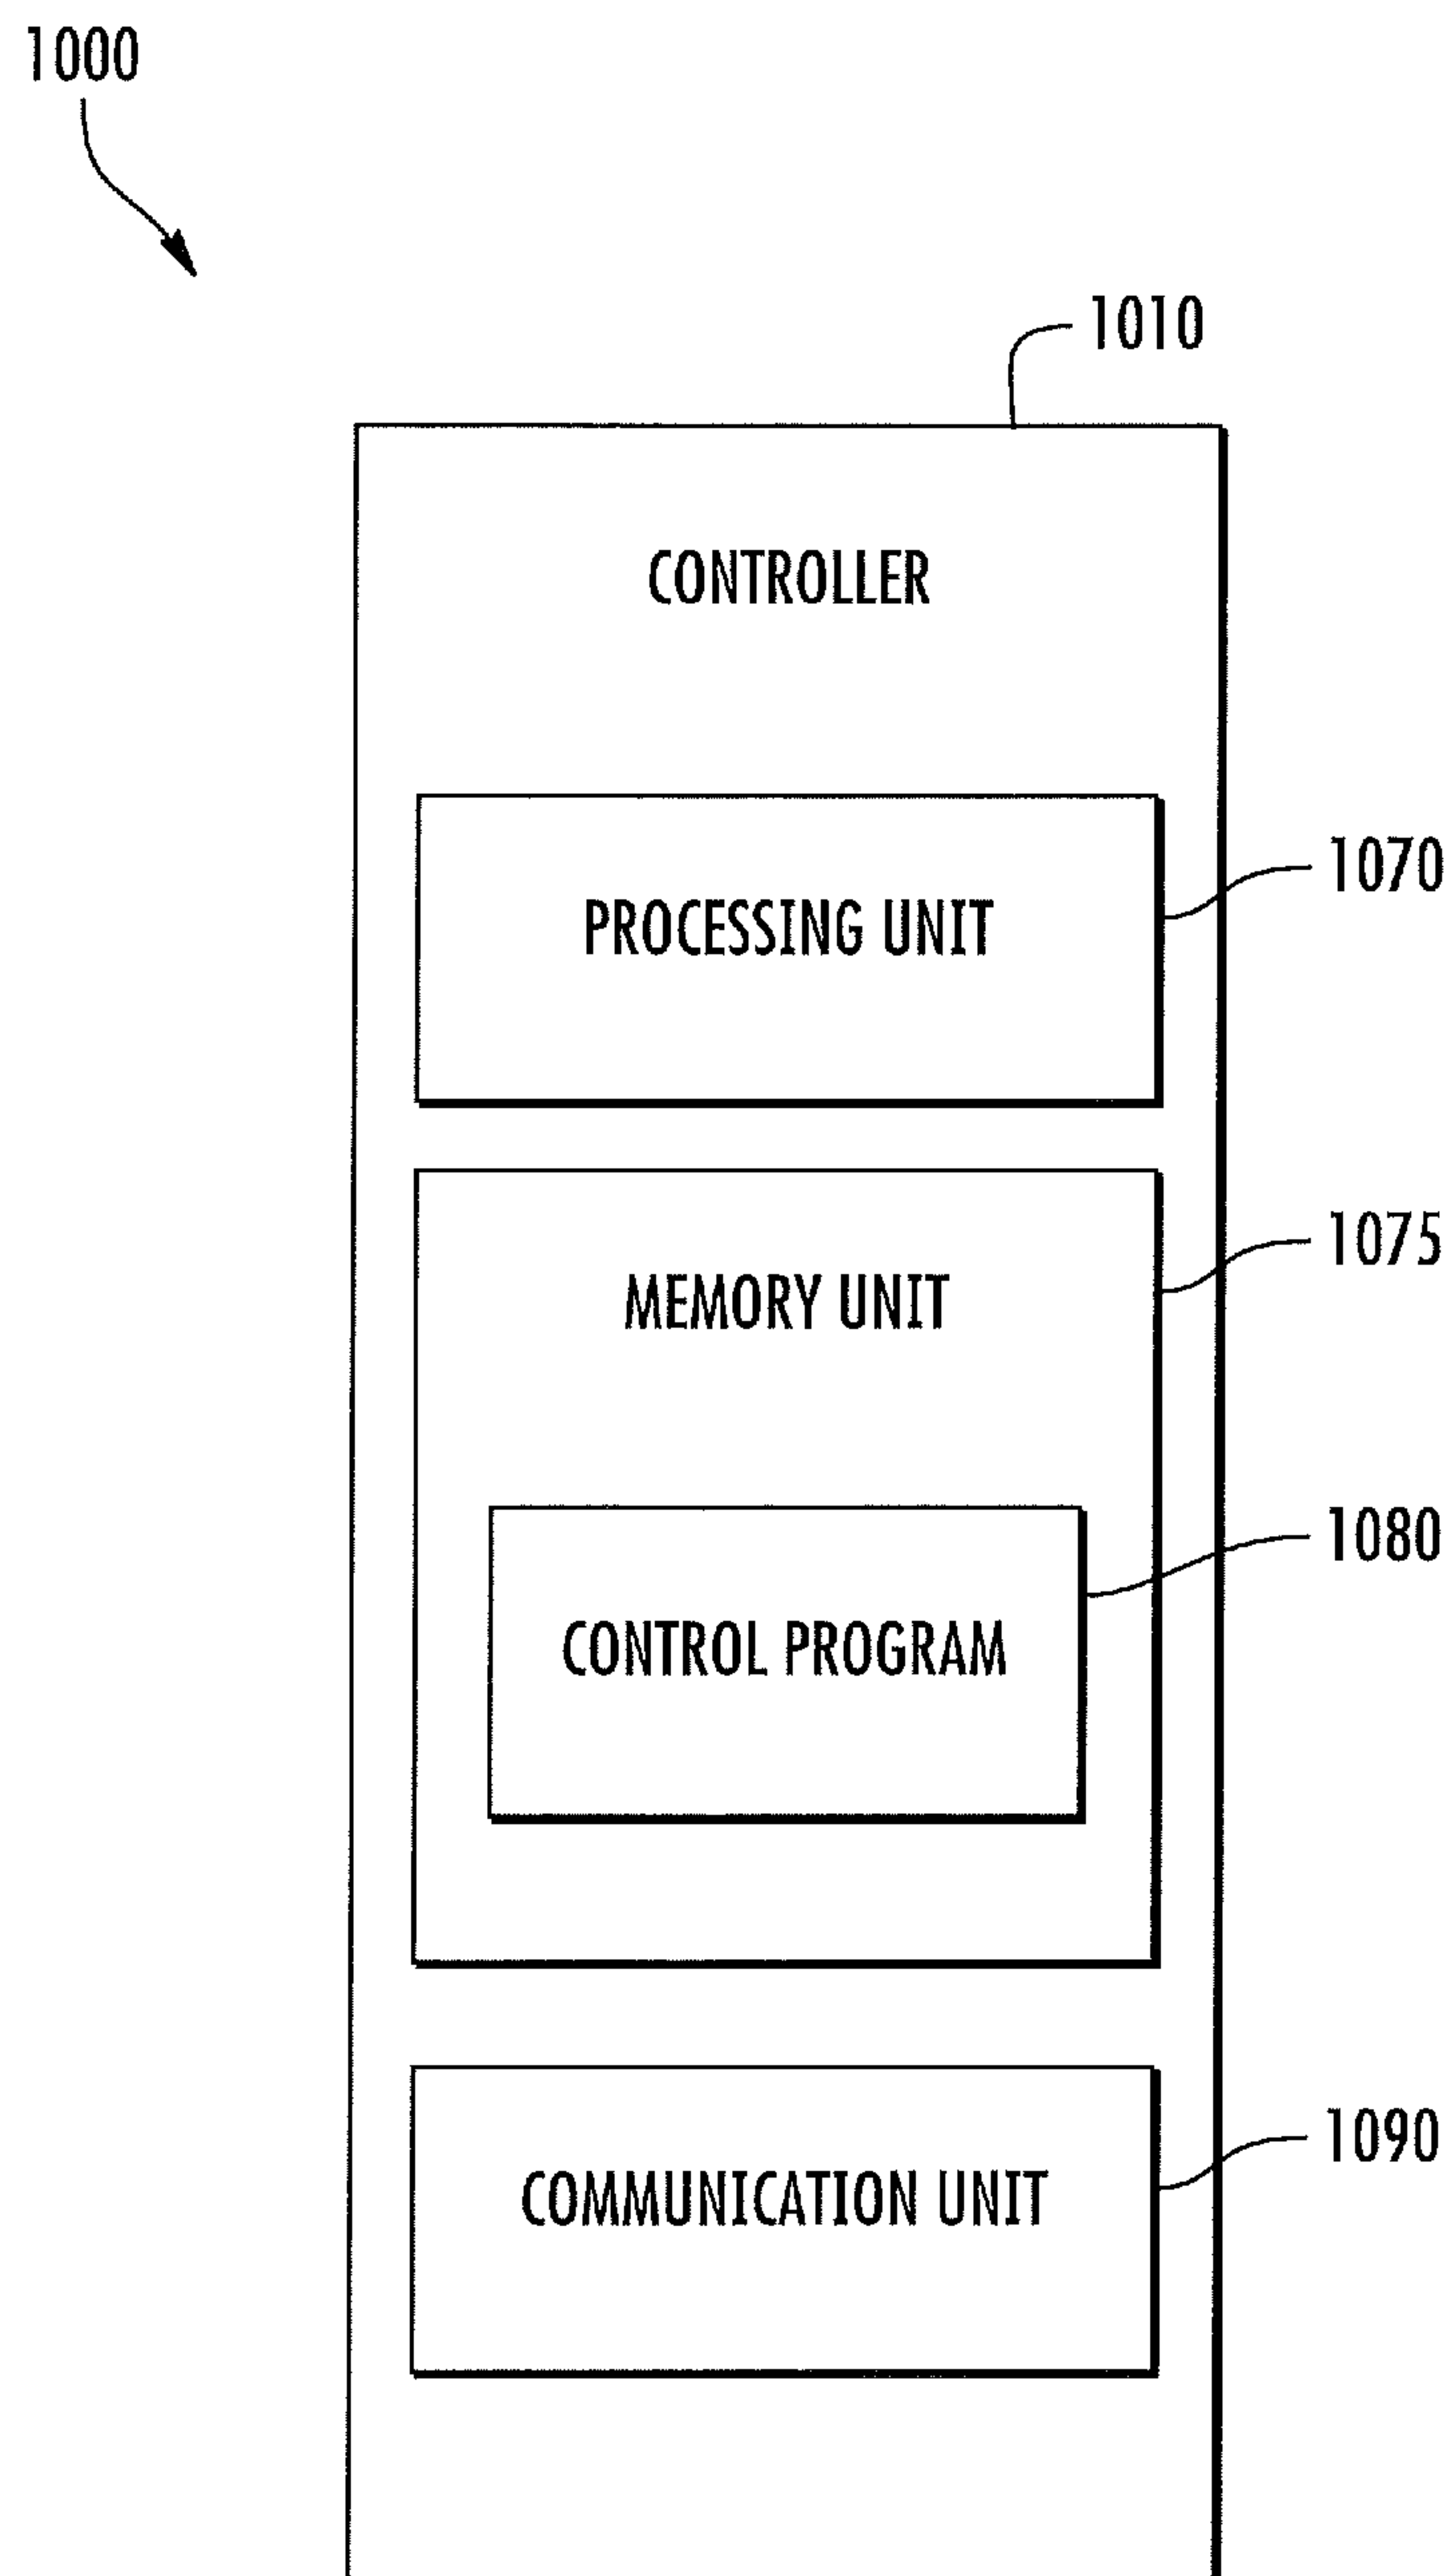 1000
1010
CONTROLLER
1070
PROCESSING UNIT
1075
MEMORY UNIT
1080
CONTROL PROGRAM
1090
COMMUNICATION UNIT